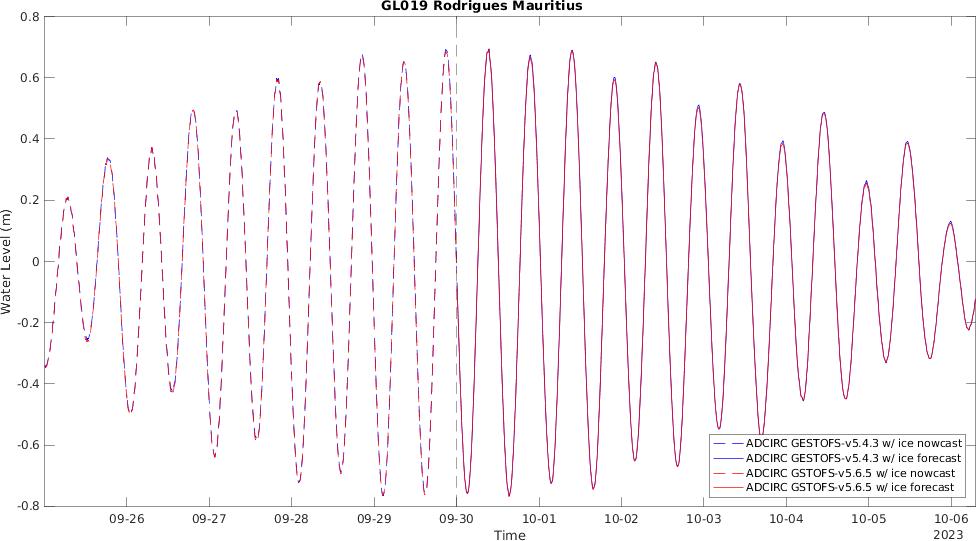 GL019 Rodrigues Mauritius
0.8
0.6
0.4
0.2
0
-0.2
-0.4
-0.6
-0.8
Water Level (m)
09-26 09-27 09-28 09-29 09-30 10-01 10-02 10-03 10-04 10-05 10-06
2023
Time
ADCIRC GESTOFS-v5.4.3 w/ ice nowcast
ADCIRC GESTOFS-v5.4.3 w/ ice forecast
ADCIRC GSTOFS-v5.6.5 w/ ice nowcast
ADCIRC GSTOFS-v5.6.5 w/ ice forecast